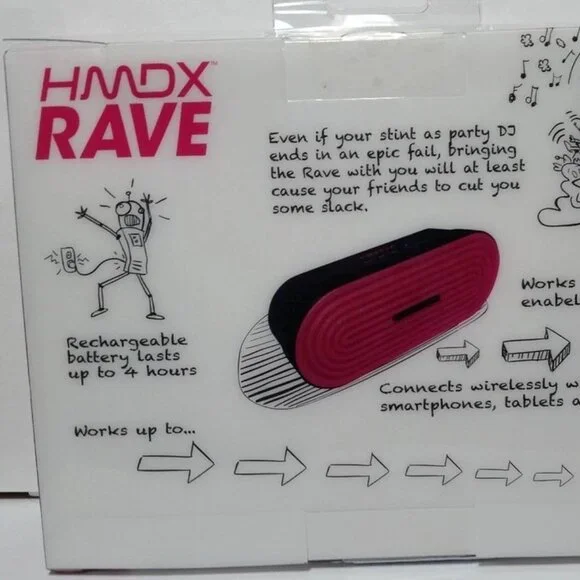 HMDX™
RAVE
Even if your stint as party DJ
ends in an epic fail, bringing
the Rave with you will at least
cause your friends to cut you
some slack.
Works
enabel
Rechargeable
battery lasts
up to 4 hours
Connects wirelessly w
smartphones, tablets a
Works up to...